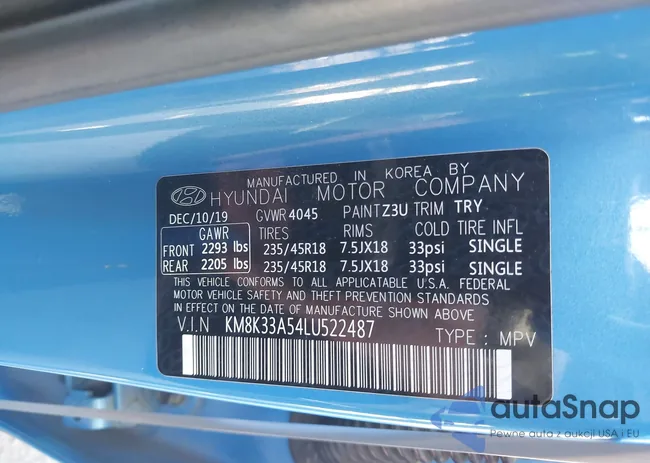 MANUFACTURED IN KOREA BY
HYUNDAI MOTOR COMPANY
DEC/10/19 GVWR 4045 PAINT Z3U TRIM TRY
GAWR TIRES RIMS COLD TIRE INFL
FRONT 2293 lbs 235/45R18 7.5JX18 33psi SINGLE
REAR 2205 lbs 235/45R18 7.5JX18 33psi SINGLE
THIS VEHICLE CONFORMS TO ALL APPLICATABLE U.S.A. FEDERAL
MOTOR VEHICLE SAFETY AND THEFT PREVENTION STANDARDS
IN EFFECT ON THE DATE OF MANUFACTURE SHOWN ABOVE
V.I.N KM8K33A54LU522487 TYPE : MPV
autaSnap
Pewne auta z aukcji USA i EU